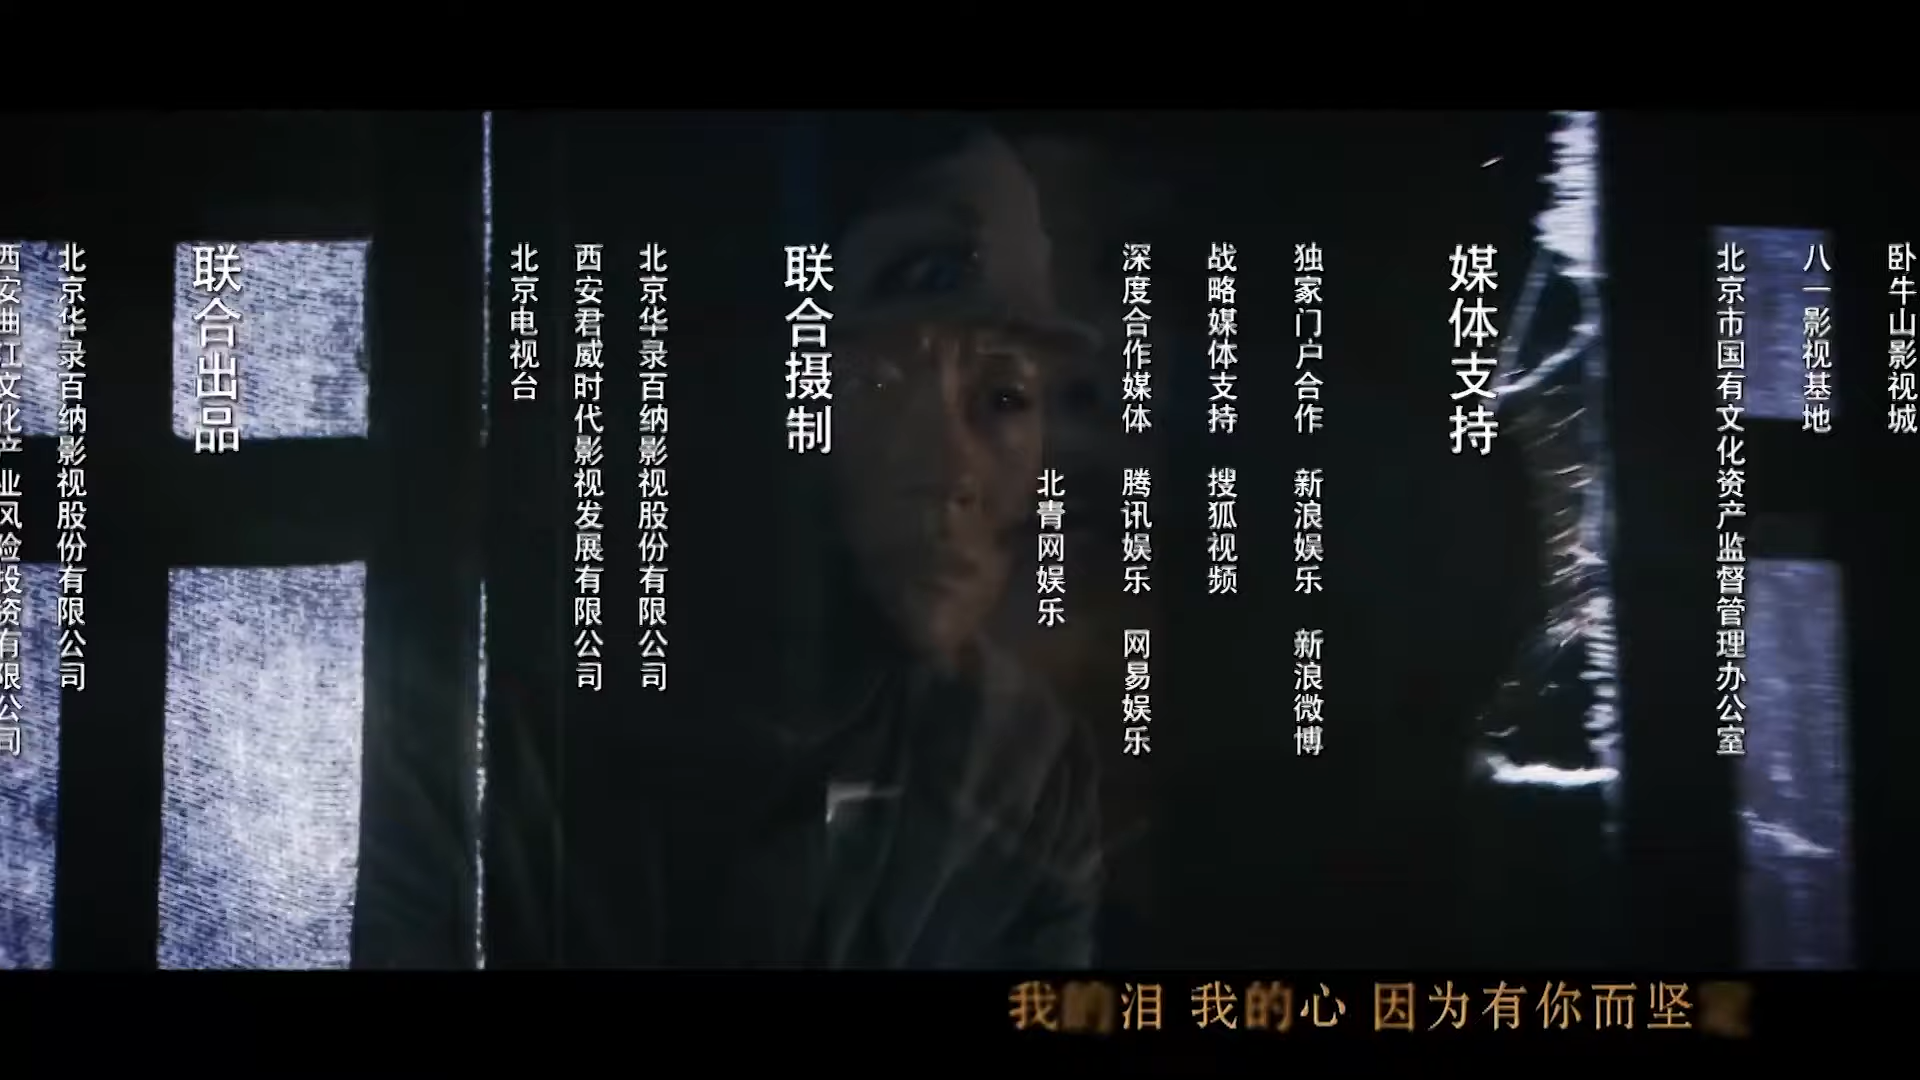 卧牛山影视城
八一影视基地
北京市国有文化资产监督管理办公室
媒体支持
独家门户合作 新浪娱乐 新浪微博
战略媒体支持 搜狐视频
深度合作媒体 腾讯娱乐 网易娱乐
北青网娱乐
联合摄制
北京华录百纳影视股份有限公司
西安君威时代影视发展有限公司
北京电视台
联合出品
北京华录百纳影视股份有限公司
西安曲江文化产业风险投资有限公司
我的泪 我的心 因为有你而坚